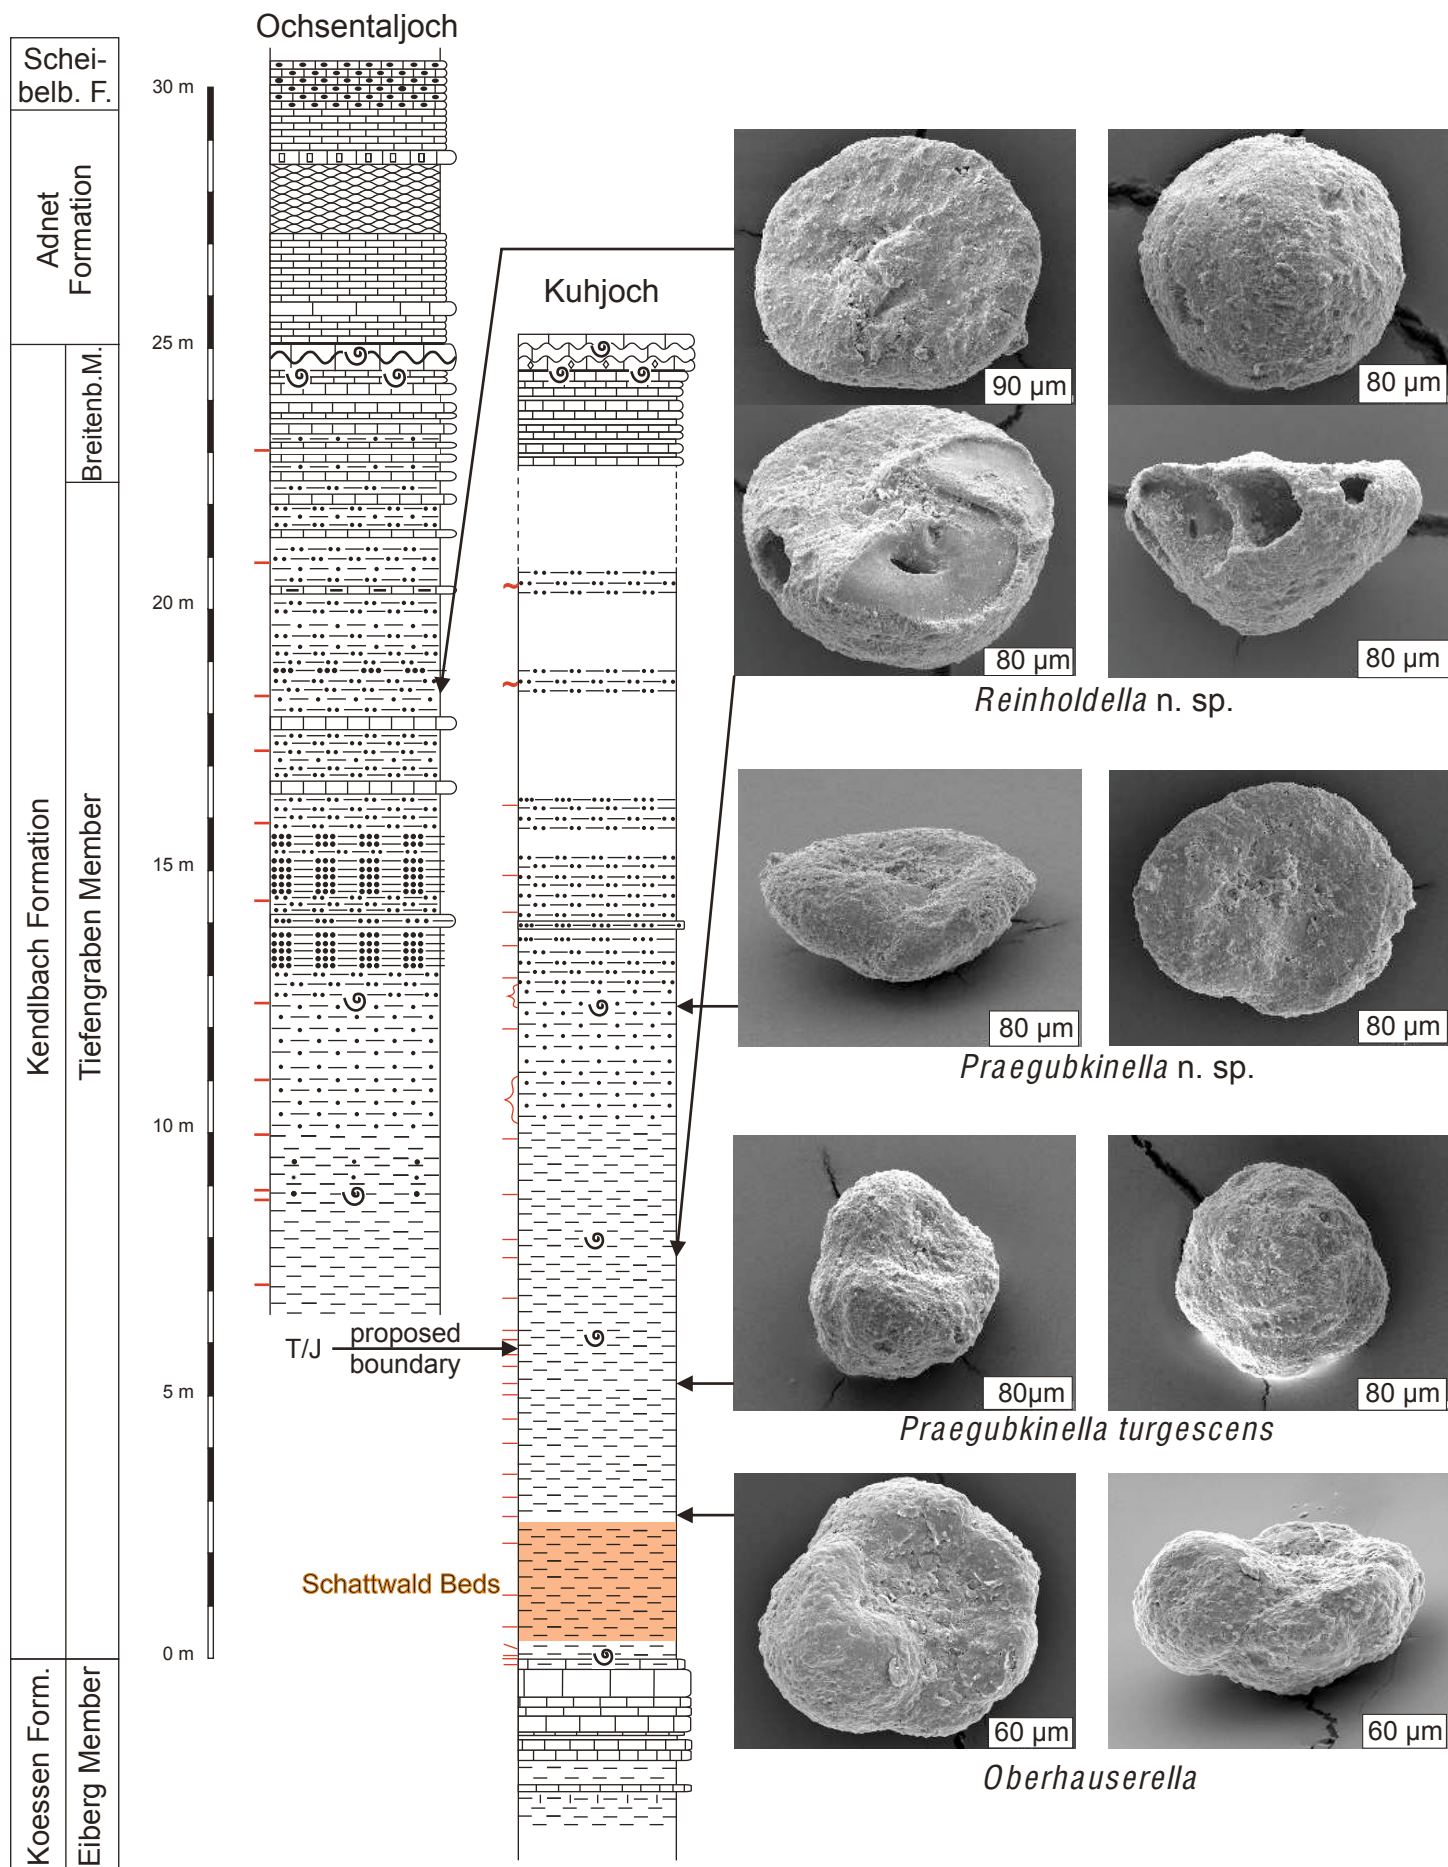 Ochsentaljoch
Schei-
belb. F.
Adnet
Formation
Breitenb.M.
Kendlbach Formation
Tiefengraben Member
Koessen Form.
Eiberg Member
30 m
25 m
20 m
15 m
10 m
5 m
0 m
Kuhjoch
T/J
proposed
boundary
Schattwald Beds
90 µm
80 µm
80 µm
80 µm
Reinholdella n. sp.
80 µm
80 µm
Praegubkinella n. sp.
80µm
80 µm
Praegubkinella turgescens
60 µm
60 µm
Oberhauserella